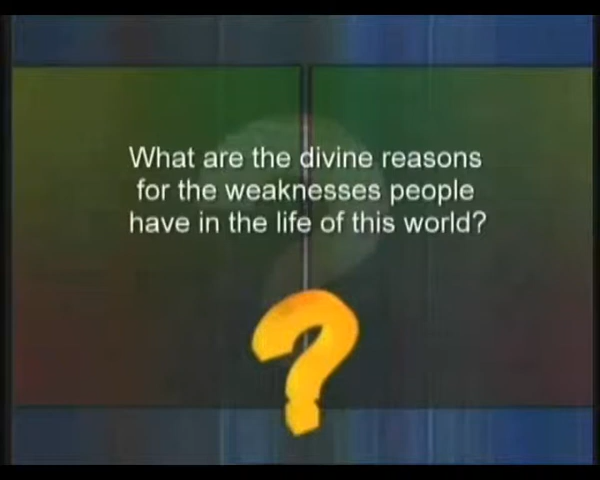 What are the divine reasons
for the weaknesses people
have in the life of this world?
?